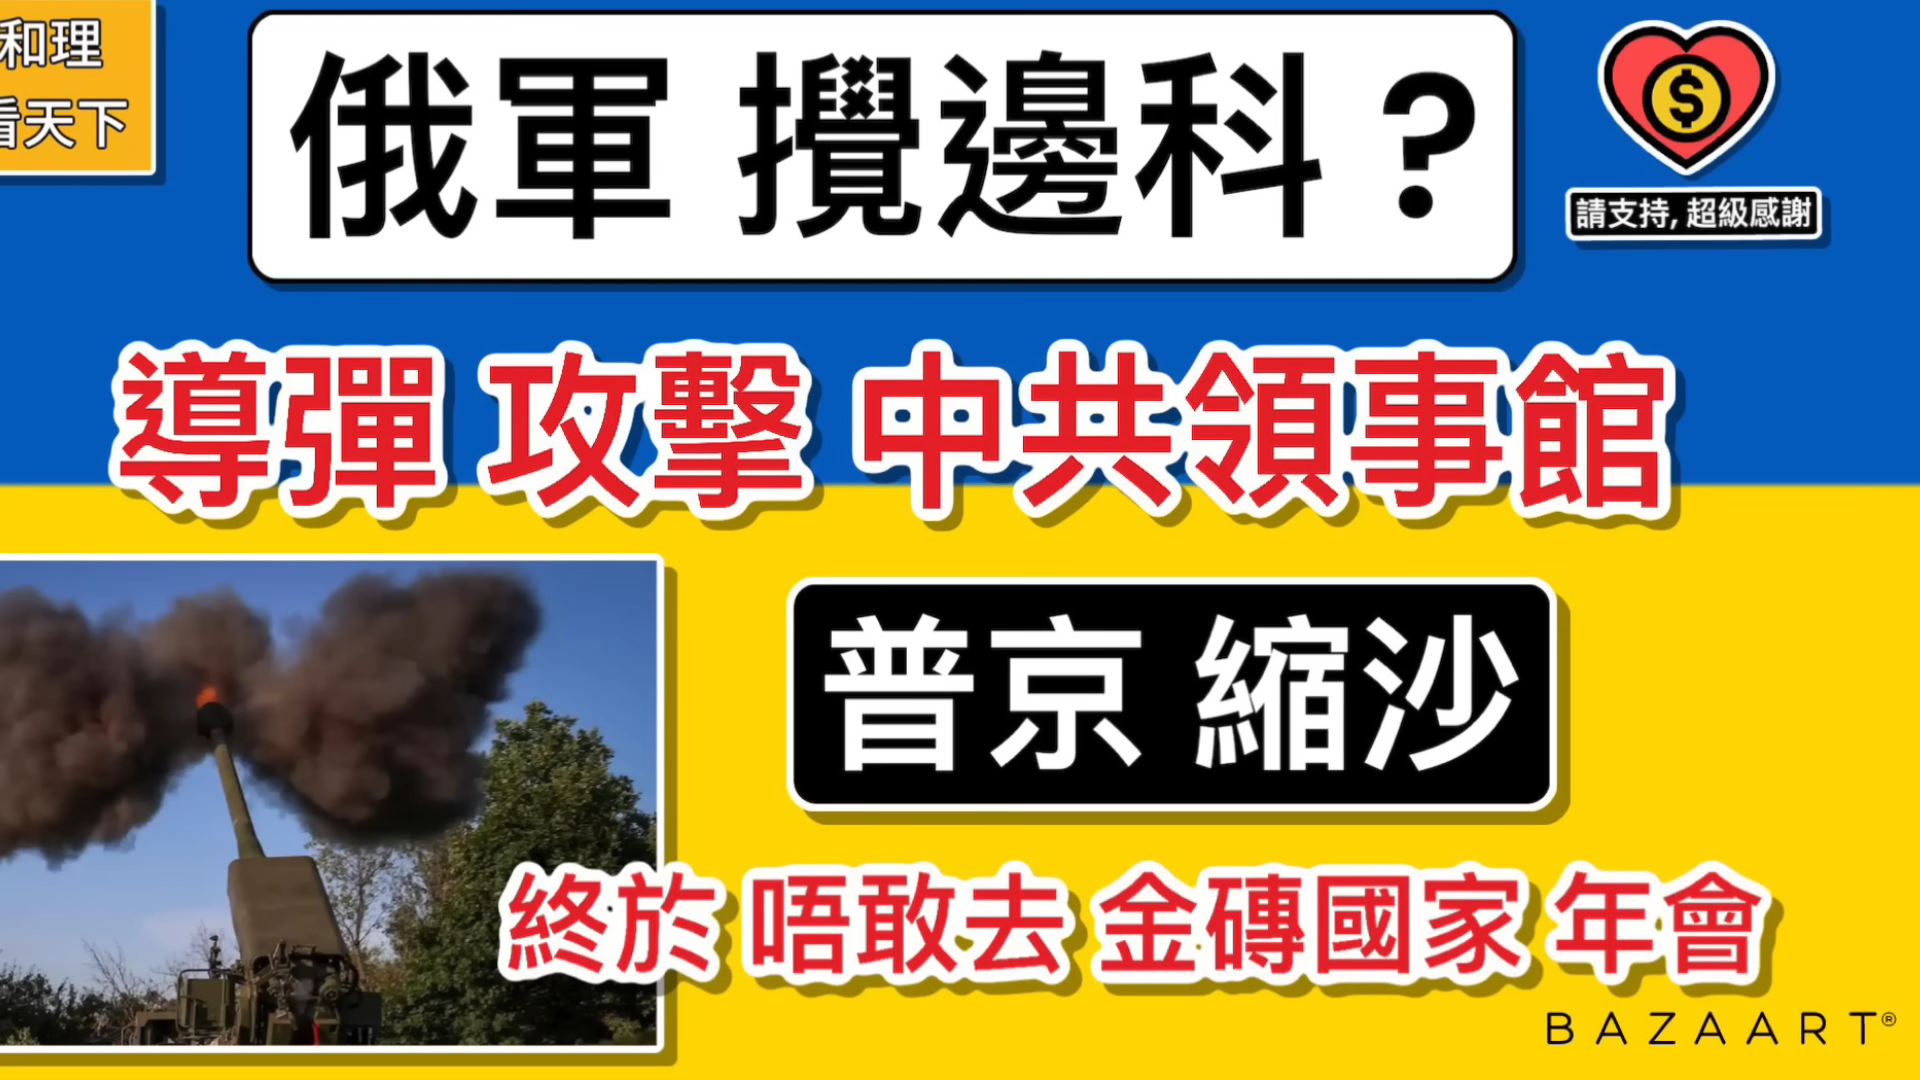 和理
看天下
俄軍 攪邊科？
請支持, 超級感謝
導彈 攻擊 中共領事館
普京 縮沙
終於 唔敢去 金磚國家 年會
BAZAART®